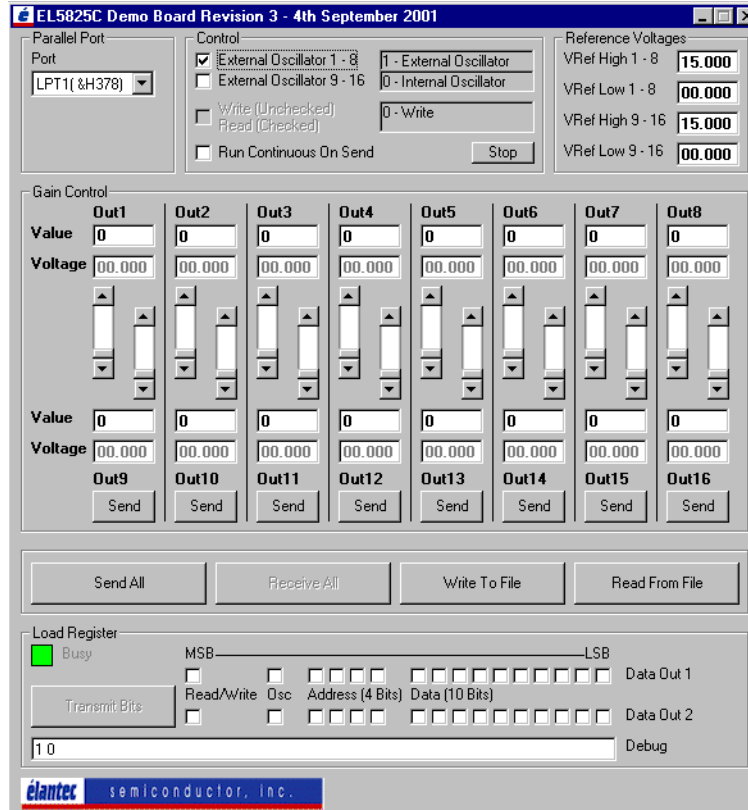 EL5825C Demo Board Revision 3 - 4th September 2001
Parallel Port
Port
LPT1( &H378)
Control
External Oscillator 1 - 8
1 - External Oscillator
External Oscillator 9 - 16
0 - Internal Oscillator
Write (Unchecked)
Read (Checked)
0 - Write
Run Continuous On Send
Stop
Reference Voltages
VRef High 1 - 8 15.000
VRef Low 1 - 8 00.000
VRef High 9 - 16 15.000
VRef Low 9 - 16 00.000
Gain Control
Out1 Out2 Out3 Out4 Out5 Out6 Out7 Out8
Value 0 0 0 0 0 0 0 0
Voltage 00.000 00.000 00.000 00.000 00.000 00.000 00.000 00.000
Value 0 0 0 0 0 0 0 0
Voltage 00.000 00.000 00.000 00.000 00.000 00.000 00.000 00.000
Out9 Out10 Out11 Out12 Out13 Out14 Out15 Out16
Send Send Send Send Send Send Send Send
Send All Receive All Write To File Read From File
Load Register
Busy
MSB LSB
Data Out 1
Transmit Bits
Read/Write Osc Address (4 Bits) Data (10 Bits)
Data Out 2
1 0
Debug
élantec semiconductor, inc.